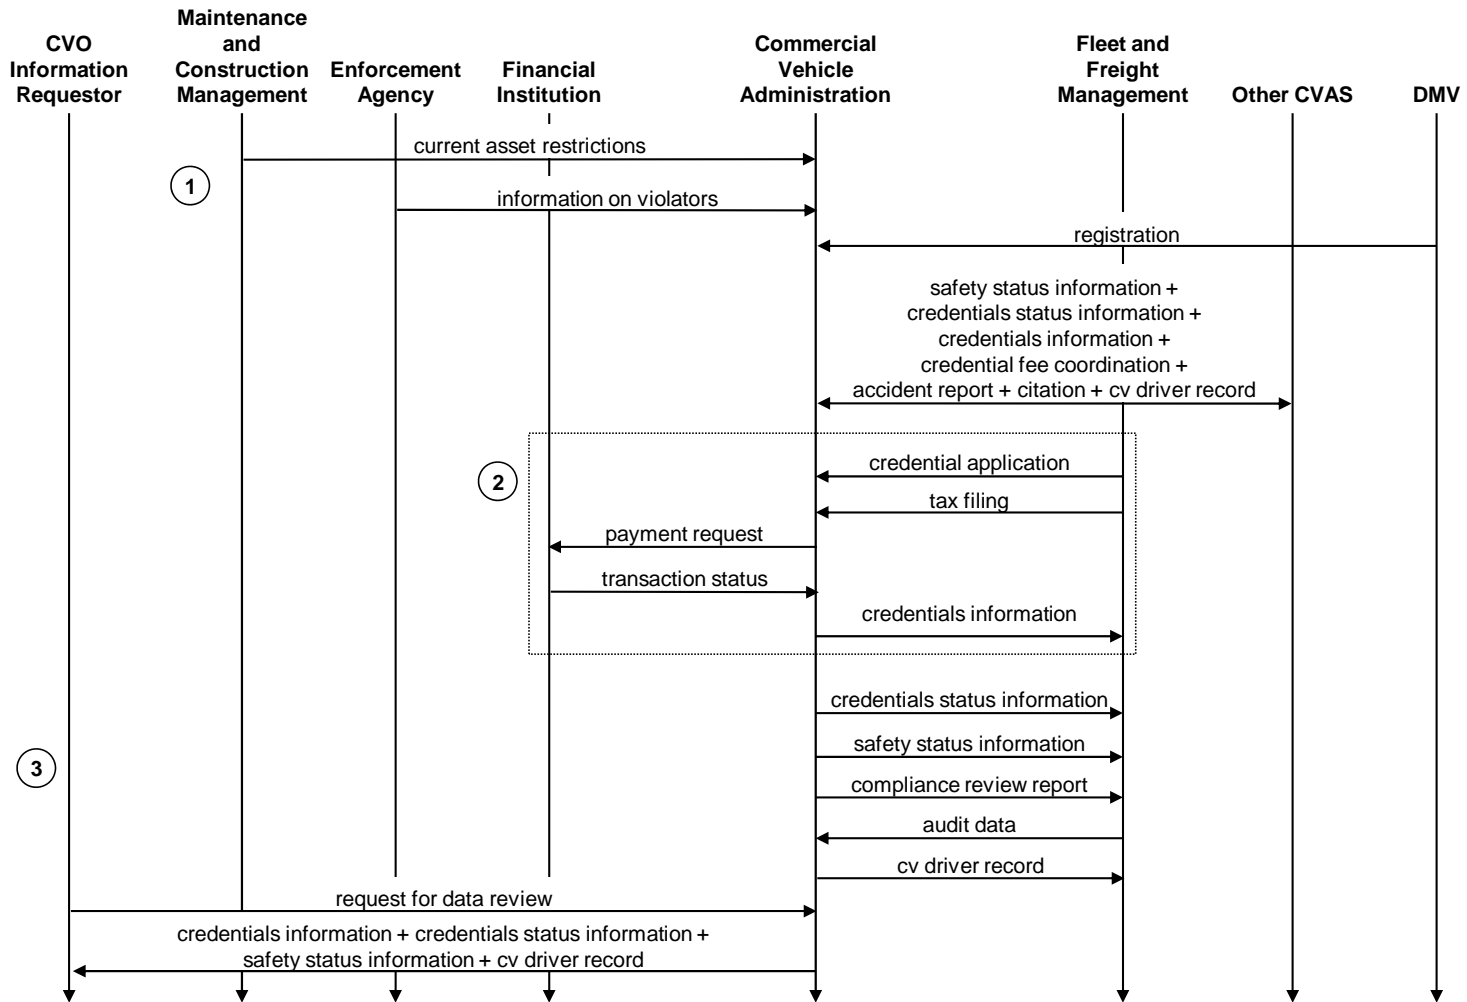 CVO
Information
Requestor
Maintenance
and
Construction
Management
Enforcement
Agency
Financial
Institution
Commercial
Vehicle
Administration
Fleet and
Freight
Management
Other CVAS
DMV
current asset restrictions
1
information on violators
registration
safety status information +
credentials status information +
credentials information +
credential fee coordination +
accident report + citation + cv driver record
2
credential application
tax filing
payment request
transaction status
credentials information
credentials status information
3
safety status information
compliance review report
audit data
cv driver record
request for data review
credentials information + credentials status information +
safety status information + cv driver record